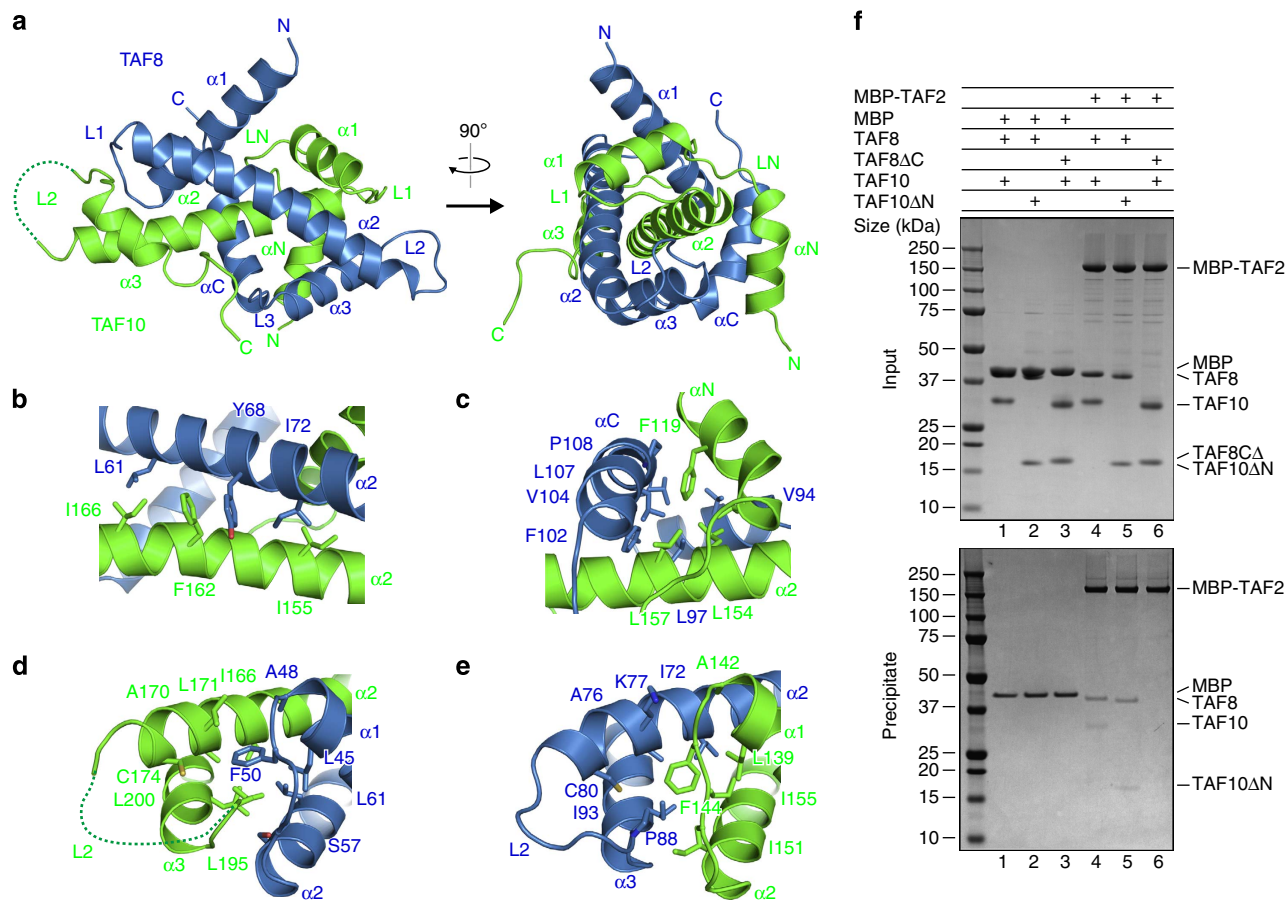 a
N
TAF8
α1
C
L1
LN
α1
L2
α2
L1
α2
αN
L2
α3
αC
L3
α3
TAF10
N
C
90°
N
α1
C
α1
LN
L1
α3
α2
αN
L2
α2
α3
αC
C
N
b
Y68
I72
L61
α2
I166
F162
I155
α2
c
αN
αC
F119
P108
L107
V104
V94
F102
α2
L157
L97
L154
d
A170
L171
I166
A48
α2
α1
L45
C174
F50
L200
L61
L2
α3
L195
S57
α2
e
A76
K77
I72
A142
α2
α1
L139
C80
I93
F144
I155
P88
L2
I151
α3
α2
f
MBP-TAF2 + + +
MBP + + +
TAF8 + + + +
TAF8ΔC + +
TAF10 + + + +
TAF10ΔN + +
Size (kDa)
250
150
100
75
50
37
25
20
15
10
Input
MBP-TAF2
MBP
TAF8
TAF10
TAF8CΔ
TAF10ΔN
1 2 3 4 5 6
250
150
100
75
50
37
25
20
15
10
Precipitate
MBP-TAF2
MBP
TAF8
TAF10
TAF10ΔN
1 2 3 4 5 6